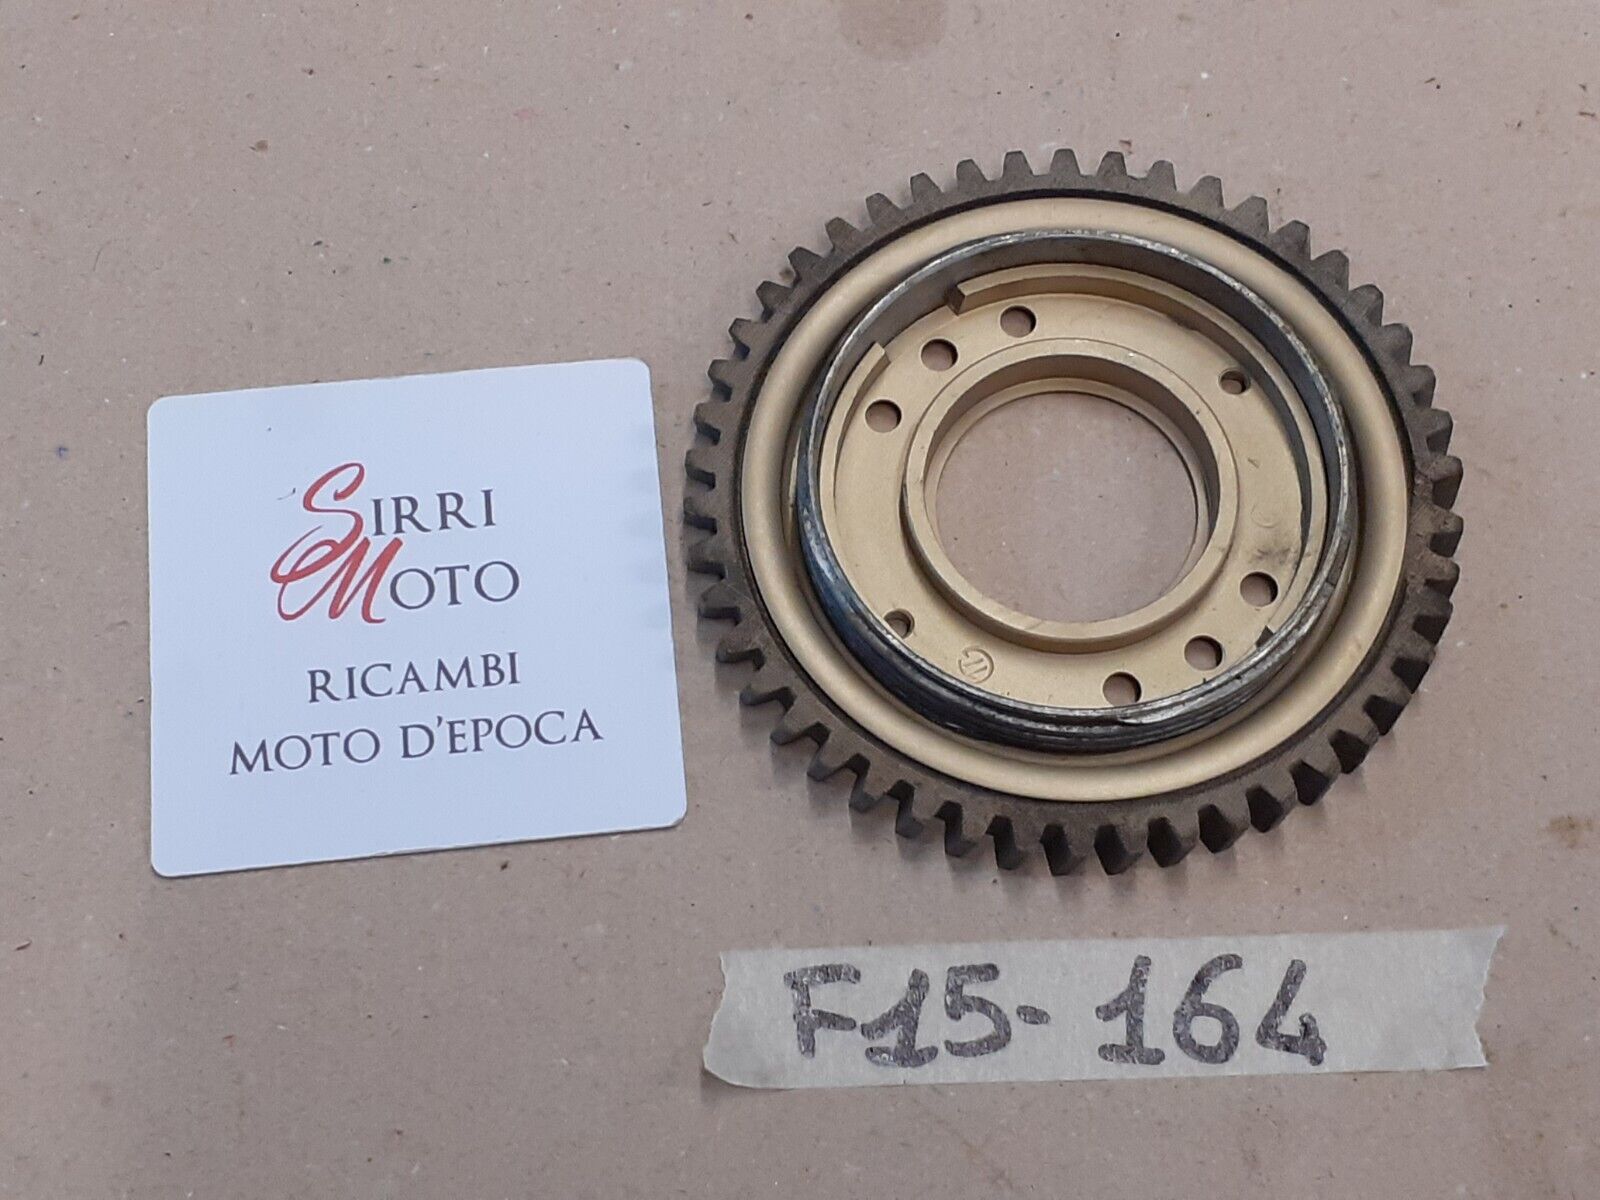 SIRRI
MOTO
RICAMBI
MOTO D'EPOCA
F15-164